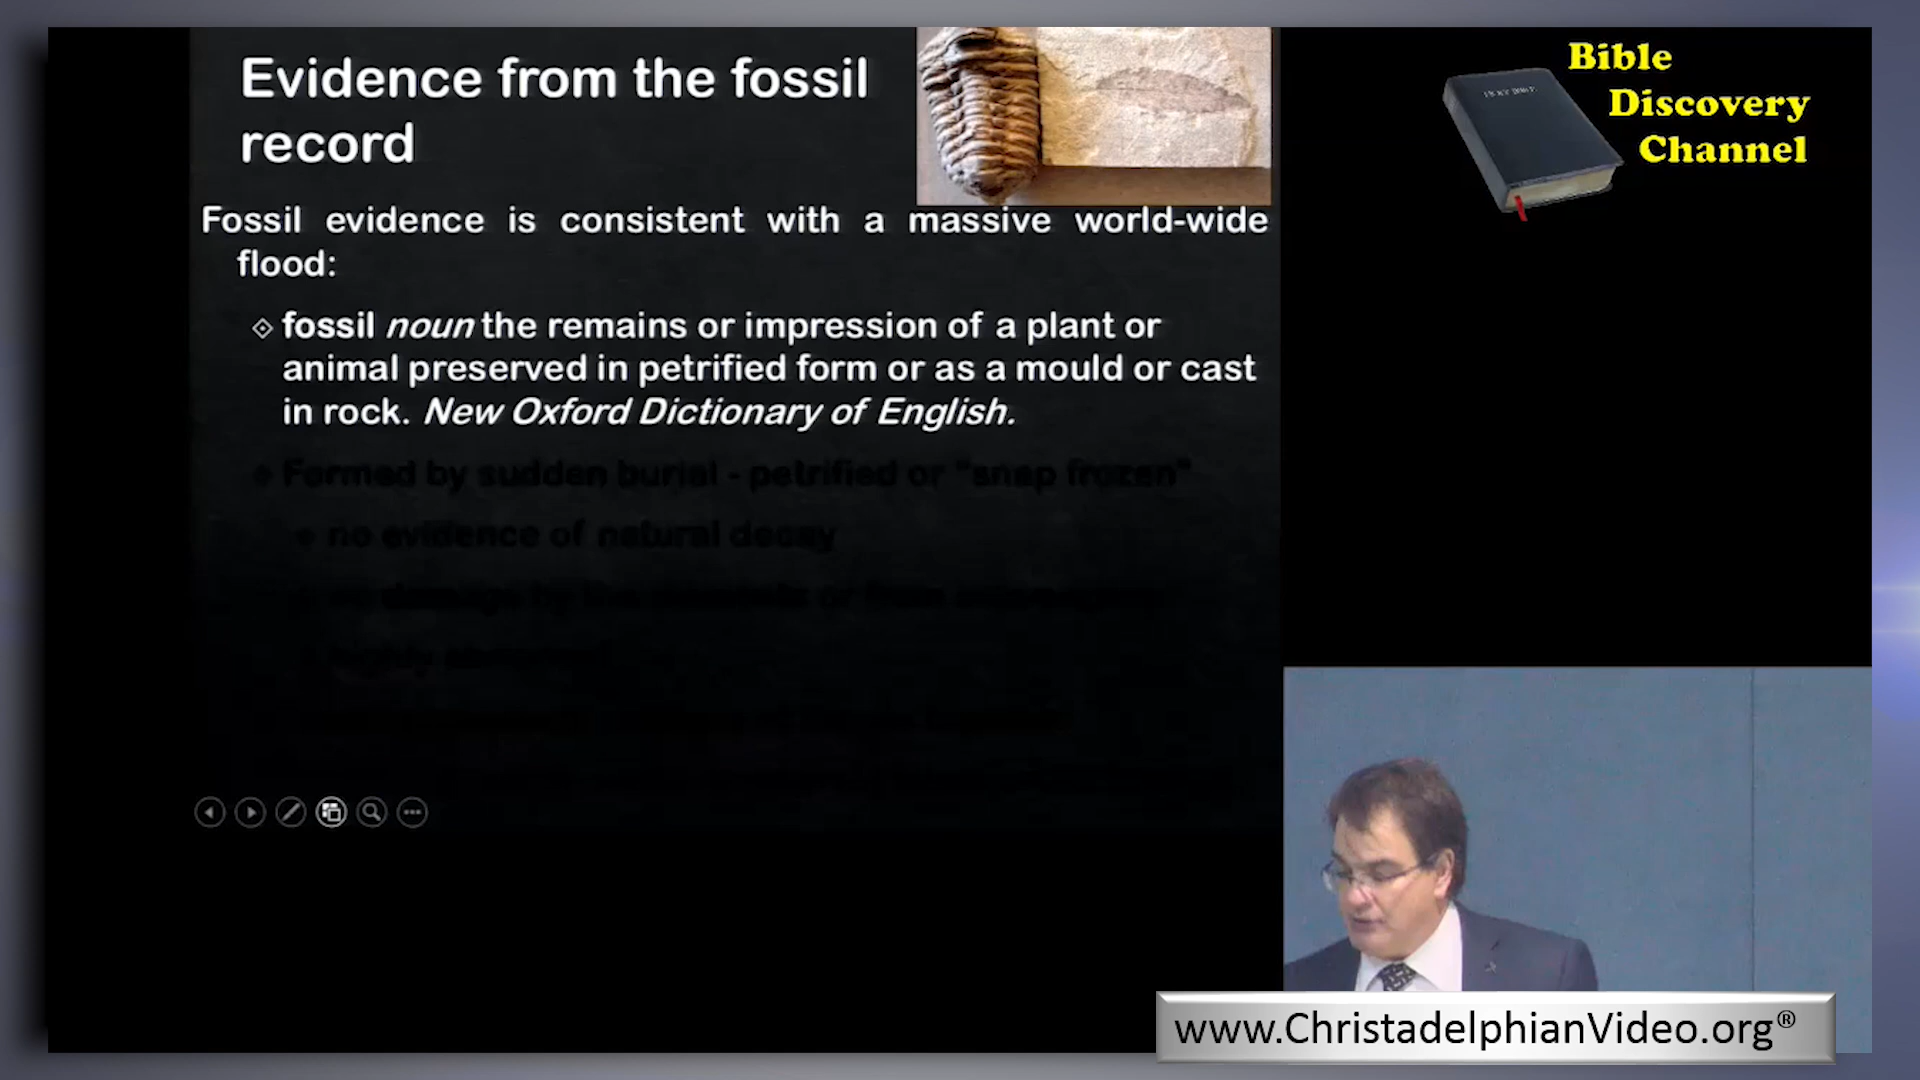 Evidence from the fossil
record
Fossil evidence is consistent with a massive world-wide
flood:
fossil noun the remains or impression of a plant or
animal preserved in petrified form or as a mould or cast
in rock. New Oxford Dictionary of English.
Formed by sudden burial - petrified or "snap frozen"
no evidence of natural decay
Bible
Discovery
Channel
HOLY BIBLE
www.ChristadelphianVideo.org®